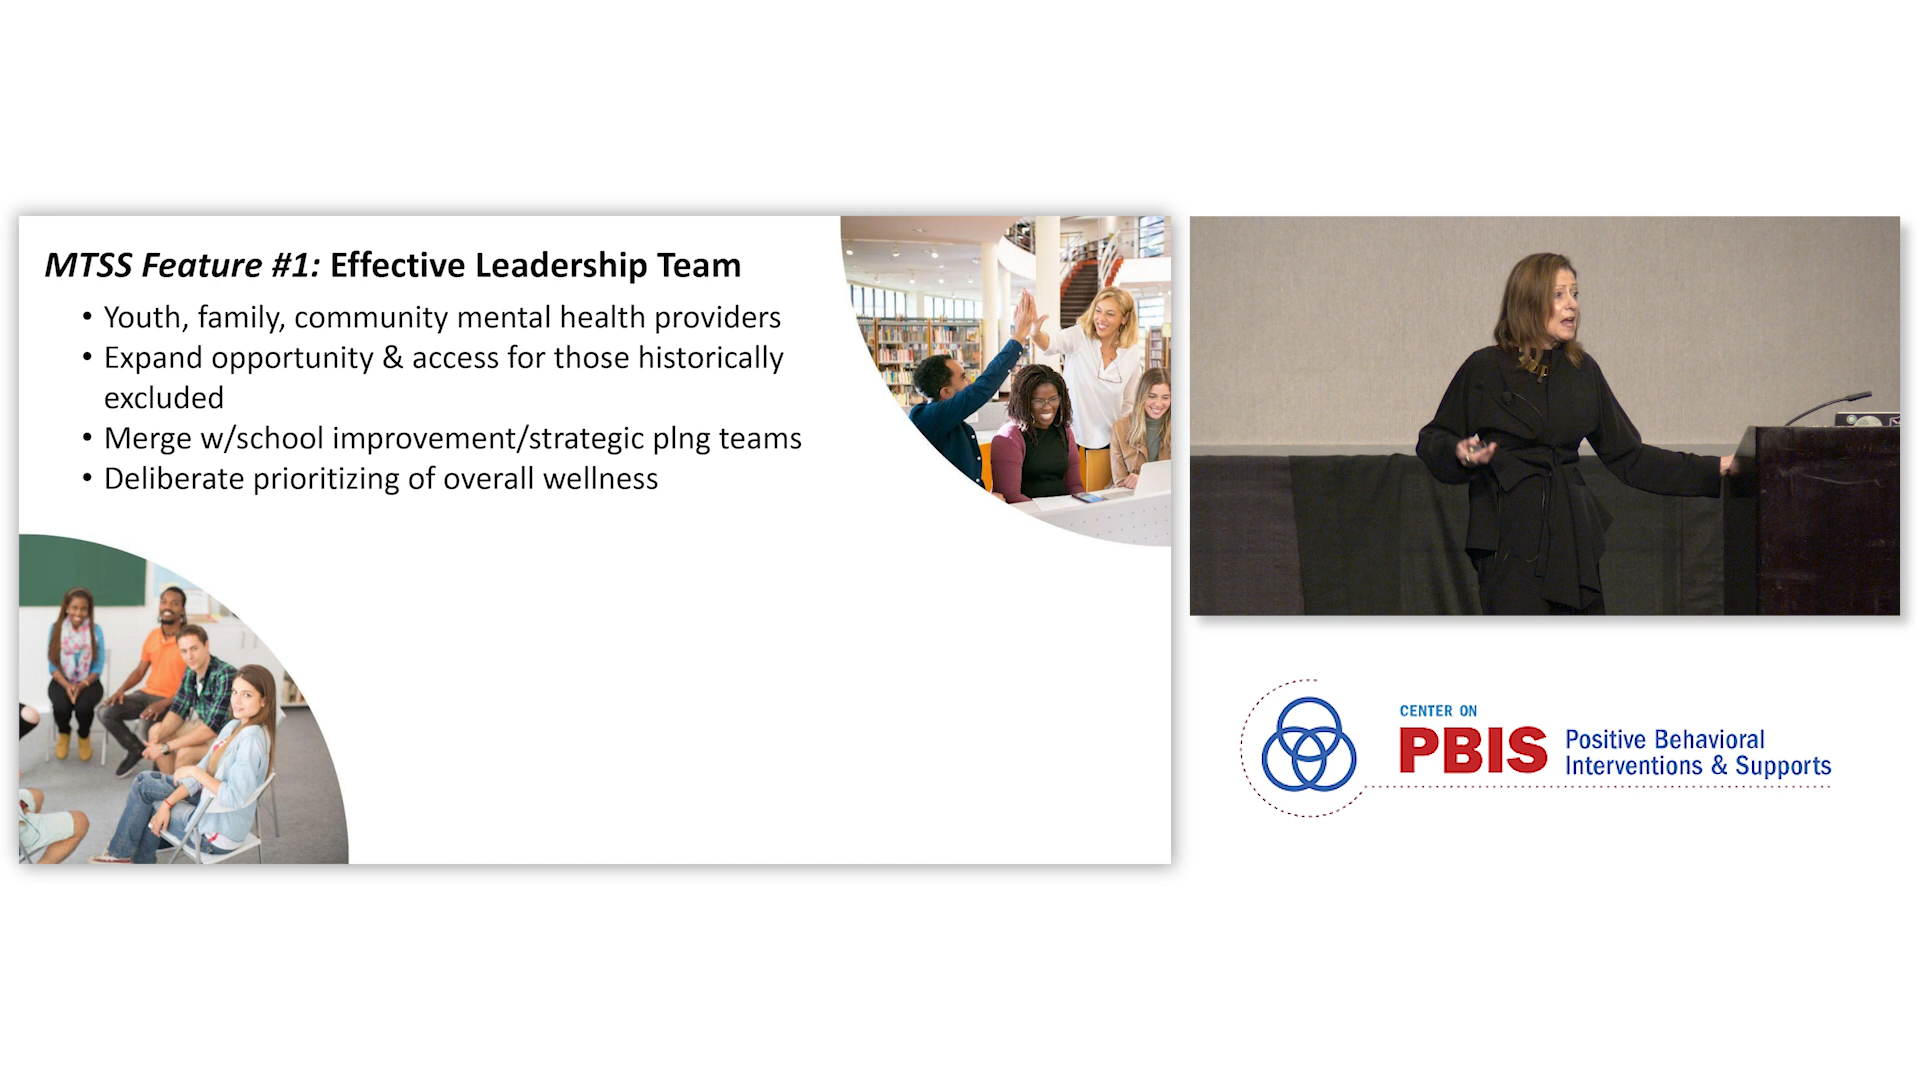 MTSS Feature #1: Effective Leadership Team
• Youth, family, community mental health providers
• Expand opportunity & access for those historically
excluded
• Merge w/school improvement/strategic plng teams
• Deliberate prioritizing of overall wellness
CENTER ON
PBIS
Positive Behavioral
Interventions & Supports